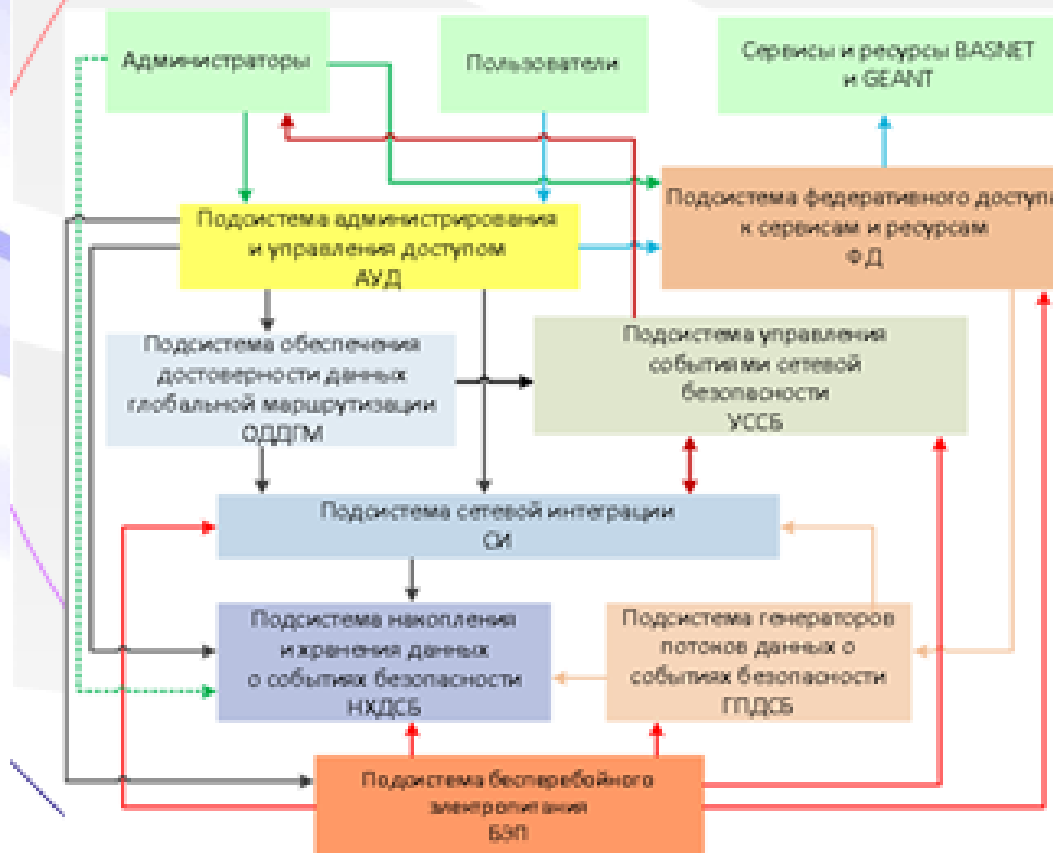 Администраторы
Пользователи
Сервисы и ресурсы BASNET
и GEANT
Подсистема администрирования
и управления доступом
АУД
Подсистема федеративного доступа
к сервисам и ресурсам
ФД
Подсистема обеспечения
достоверности данных
глобальной маршрутизации
ОДДГМ
Подсистема управления
событиями сетевой
безопасности
УССБ
Подсистема сетевой интеграции
СИ
Подсистема накопления
и хранения данных
о событиях безопасности
НХДСБ
Подсистема генераторов
потоков данных о
событиях безопасности
ГПДСБ
Подсистема бесперебойного
электропитания
БЭП